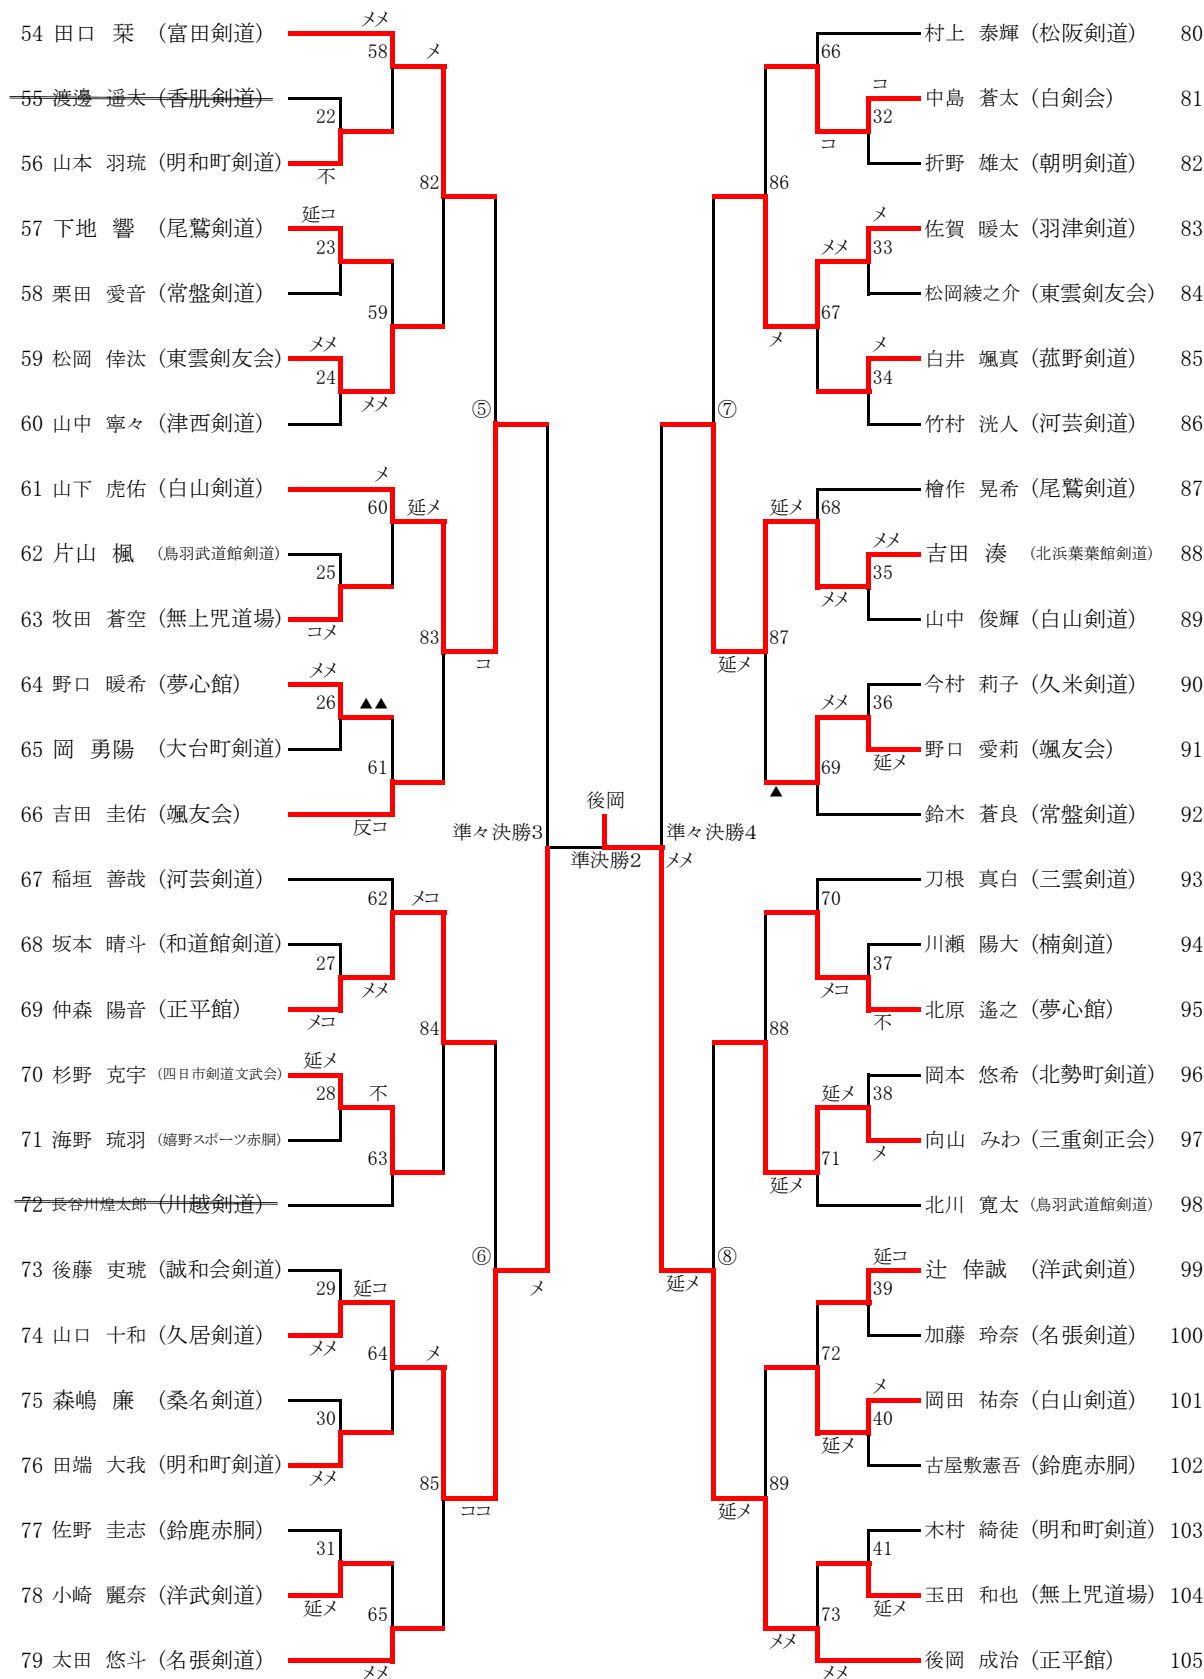 54 田口 栞 (富田剣道)
55 渡邊 遥太 (香肌剣道)
56 山本 羽琉 (明和町剣道)
57 下地 響 (尾鷲剣道)
58 栗田 愛音 (常盤剣道)
59 松岡 倖汰 (東雲剣友会)
60 山中 寧々 (津西剣道)
61 山下 虎佑 (白山剣道)
62 片山 楓 (鳥羽武道館剣道)
63 牧田 蒼空 (無上咒道場)
64 野口 暖希 (夢心館)
65 岡 勇陽 (大台町剣道)
66 吉田 圭佑 (颯友会)
67 稲垣 善哉 (河芸剣道)
68 坂本 晴斗 (和道館剣道)
69 仲森 陽音 (正平館)
70 杉野 克宇 (四日市剣道文武会)
71 海野 琉羽 (嬉野スポーツ赤胴)
72 長谷川煌太郎 (川越剣道)
73 後藤 吏琥 (誠和会剣道)
74 山口 十和 (久居剣道)
75 森嶋 廉 (桑名剣道)
76 田端 大我 (明和町剣道)
77 佐野 圭志 (鈴鹿赤胴)
78 小崎 麗奈 (洋武剣道)
79 太田 悠斗 (名張剣道)
メメ
58
メ
22
不
82
延コ
23
59
メメ
24
メメ
⑤
メ
60
延メ
25
コメ
83
コ
メメ
26
▲▲
61
反コ
準々決勝3
62
メコ
27
メメ
メコ
84
延メ
28
不
63
⑥
メ
29
延コ
メメ
64
メ
30
メメ
85
ココ
31
延メ
65
メメ
後岡
準決勝2
準々決勝4
メメ
66
コ
32
コ
86
メ
33
メメ
67
メ
メ
34
⑦
68
延メ
メメ
35
メメ
87
延メ
36
メメ
延メ
69
▲
70
37
メコ
不
88
38
延メ
メ
71
延メ
⑧
延メ
延コ
39
72
メ
40
延メ
89
延メ
41
延メ
73
メメ
メメ
村上 泰輝 (松阪剣道) 80
中島 蒼太 (白剣会) 81
折野 雄太 (朝明剣道) 82
佐賀 暖太 (羽津剣道) 83
松岡綾之介 (東雲剣友会) 84
白井 颯真 (菰野剣道) 85
竹村 洸人 (河芸剣道) 86
檜作 晃希 (尾鷲剣道) 87
吉田 湊 (北浜葉葉館剣道) 88
山中 俊輝 (白山剣道) 89
今村 莉子 (久米剣道) 90
野口 愛莉 (颯友会) 91
鈴木 蒼良 (常盤剣道) 92
刀根 真白 (三雲剣道) 93
川瀬 陽大 (楠剣道) 94
北原 遙之 (夢心館) 95
岡本 悠希 (北勢町剣道) 96
向山 みわ (三重剣正会) 97
北川 寛太 (鳥羽武道館剣道) 98
辻 倖誠 (洋武剣道) 99
加藤 玲奈 (名張剣道) 100
岡田 祐奈 (白山剣道) 101
古屋敷憲吾 (鈴鹿赤胴) 102
木村 綺徒 (明和町剣道) 103
玉田 和也 (無上咒道場) 104
後岡 成治 (正平館) 105